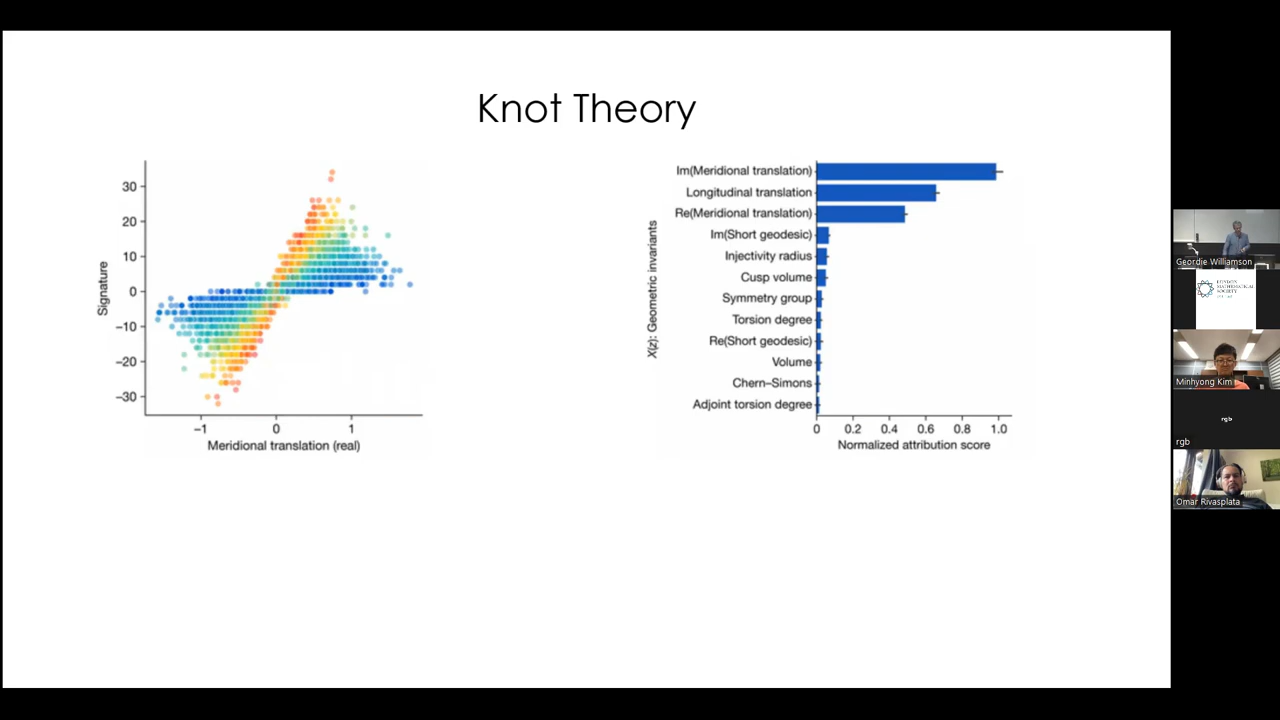 Knot Theory
30
20
10
0
−10
−20
−30
Signature
−1 0 1
Meridional translation (real)
X(z): Geometric invariants
Im(Meridional translation)
Longitudinal translation
Re(Meridional translation)
Im(Short geodesic)
Injectivity radius
Cusp volume
Symmetry group
Torsion degree
Re(Short geodesic)
Volume
Chern–Simons
Adjoint torsion degree
0 0.2 0.4 0.6 0.8 1.0
Normalized attribution score
Geordie Williamson
LONDON
MATHEMATICAL
SOCIETY
Minhyong Kim
rgb
rgb
Omar Rivasplata